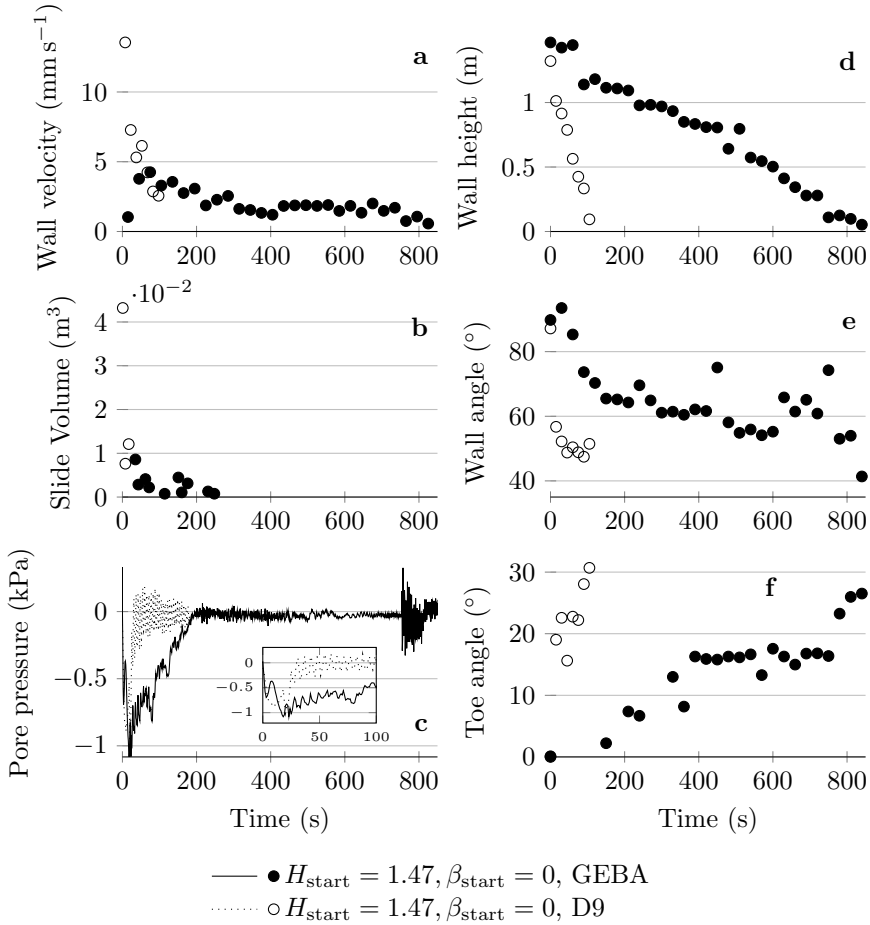 Wall velocity (mm s⁻¹)
10
5
0
0 200 400 600 800
a
Wall height (m)
1
0.5
0
0 200 400 600 800
d
Slide Volume (m³)
·10⁻²
4
3
2
1
0
0 200 400 600 800
b
Wall angle (°)
80
60
40
0 200 400 600 800
e
Pore pressure (kPa)
0
−0.5
−1
0 200 400 600 800
Time (s)
0
−0.5
−1
0 50 100
c
Toe angle (°)
30
20
10
0
0 200 400 600 800
Time (s)
f
H_start = 1.47, β_start = 0, GEBA
H_start = 1.47, β_start = 0, D9